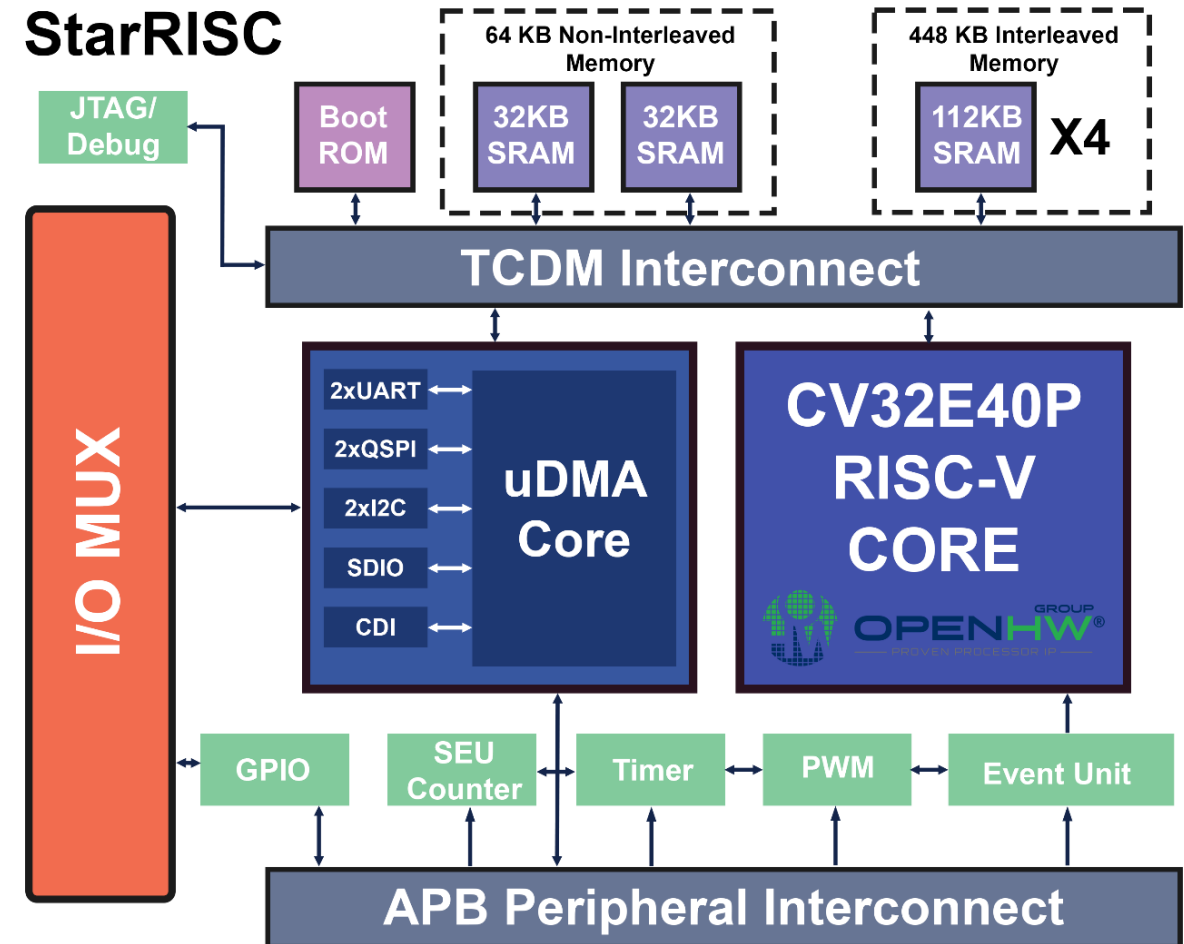 StarRISC
64 KB Non-Interleaved
Memory
448 KB Interleaved
Memory
JTAG/
Debug
Boot
ROM
32KB
SRAM
32KB
SRAM
112KB
SRAM
X4
TCDM Interconnect
I/O MUX
2xUART
2xQSPI
2xI2C
SDIO
CDI
uDMA
Core
CV32E40P
RISC-V
CORE
GROUP
OPENHW®
PROVEN PROCESSOR IP
GPIO
SEU
Counter
Timer
PWM
Event Unit
APB Peripheral Interconnect